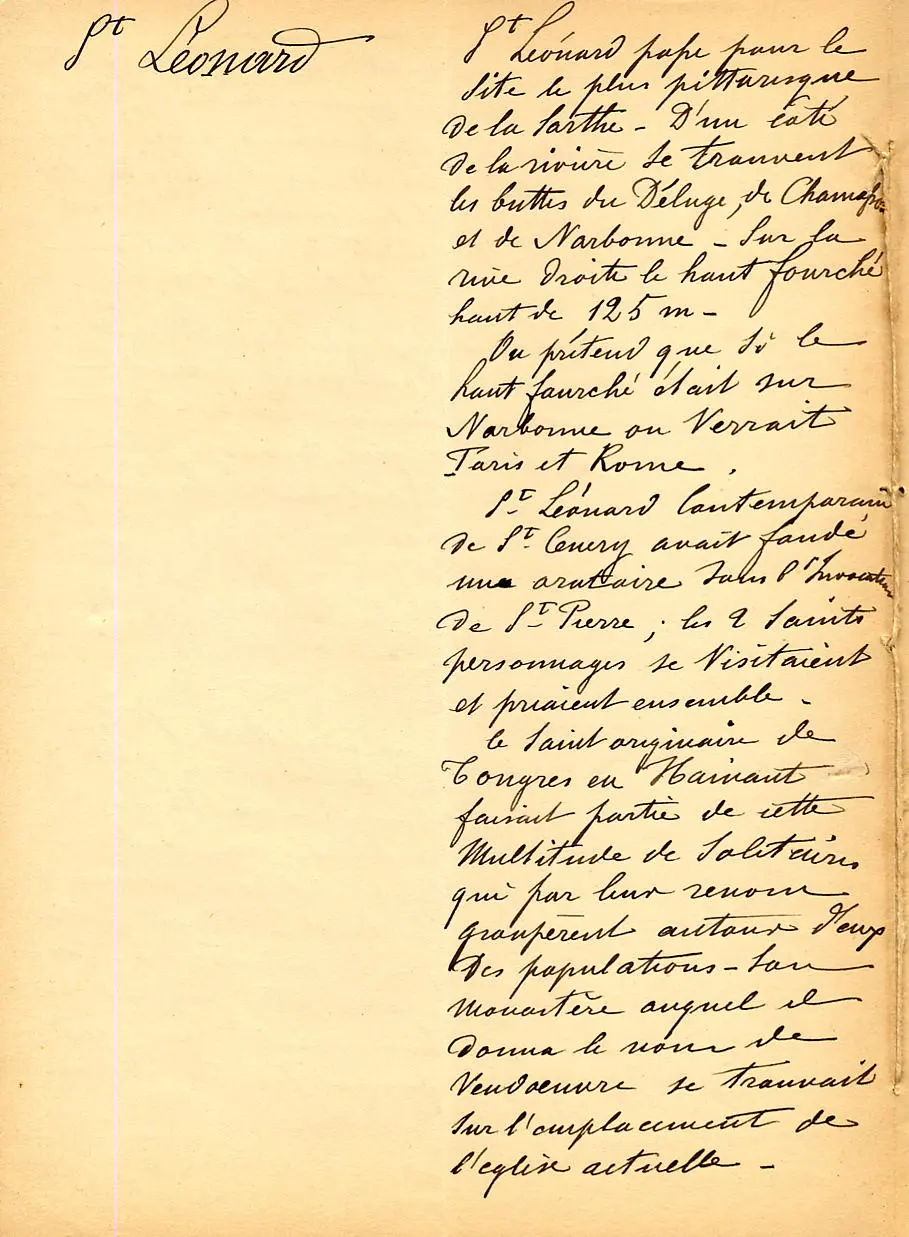 St Léonard
St Léonard passe pour le
site le plus pittoresque
de la Sarthe - D'un côté
de la rivière se trouvent
les buttes du Déluge, de
et de Narbonne - Sur la
rive droite le haut fourché
haut de 125 m -
On prétend que si le
haut fourché était sur
Narbonne on verrait
Paris et Rome.
St Léonard contemporain
de St Cenery avait fondé
une oratoire sous l'Invocation
de St Pierre ; les 2 Saints
personnages se visitaient
et priaient ensemble -
le Saint originaire de
Tongres en Hainaut
faisait partie de cette
Multitude de Solitaires
qui par leur renom
groupèrent autour d'eux
des populations - Son
Monastère auquel il
donna le nom de
Vendoeuvre se trouvait
sur l'emplacement de
l'eglise actuelle -